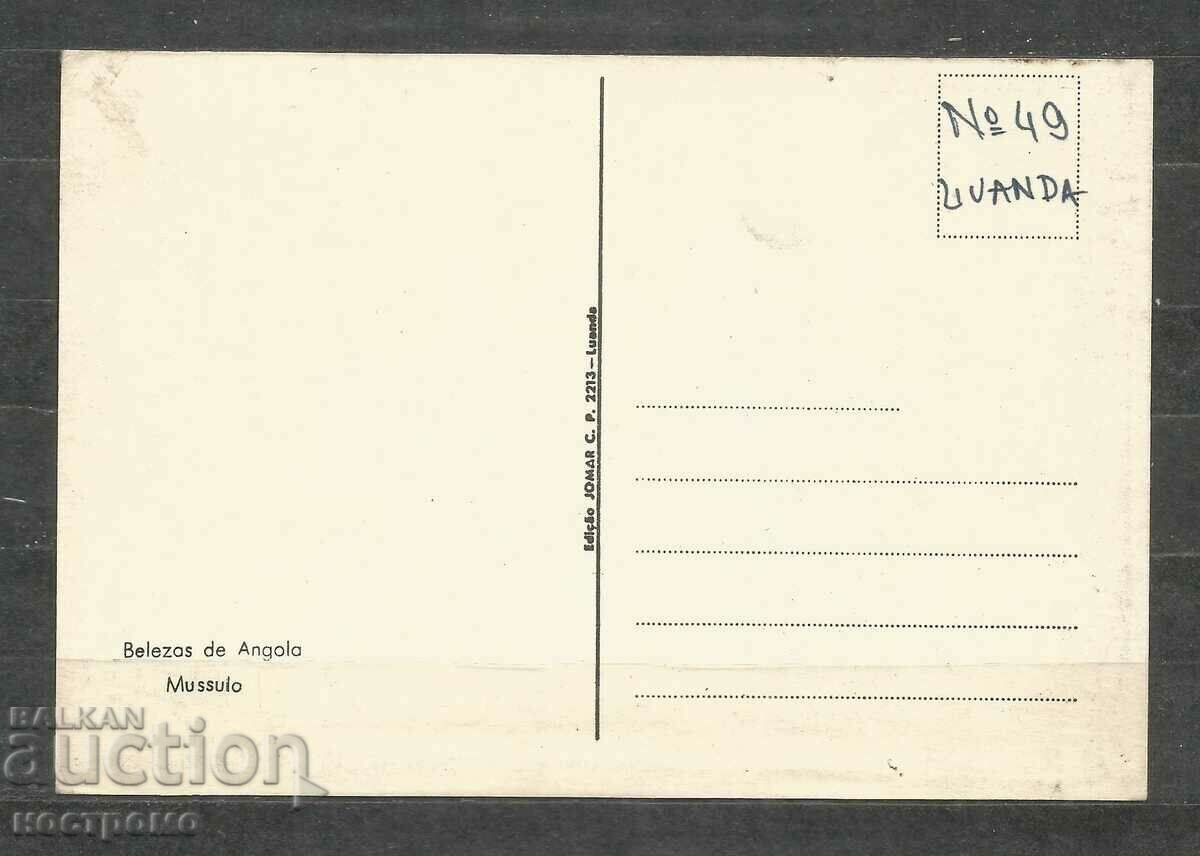 Nº 49
LUANDA
Edição JOMAR C. P. 2213 – Luanda
Belezas de Angola
Mussulo
BALKAN
auction
костромо